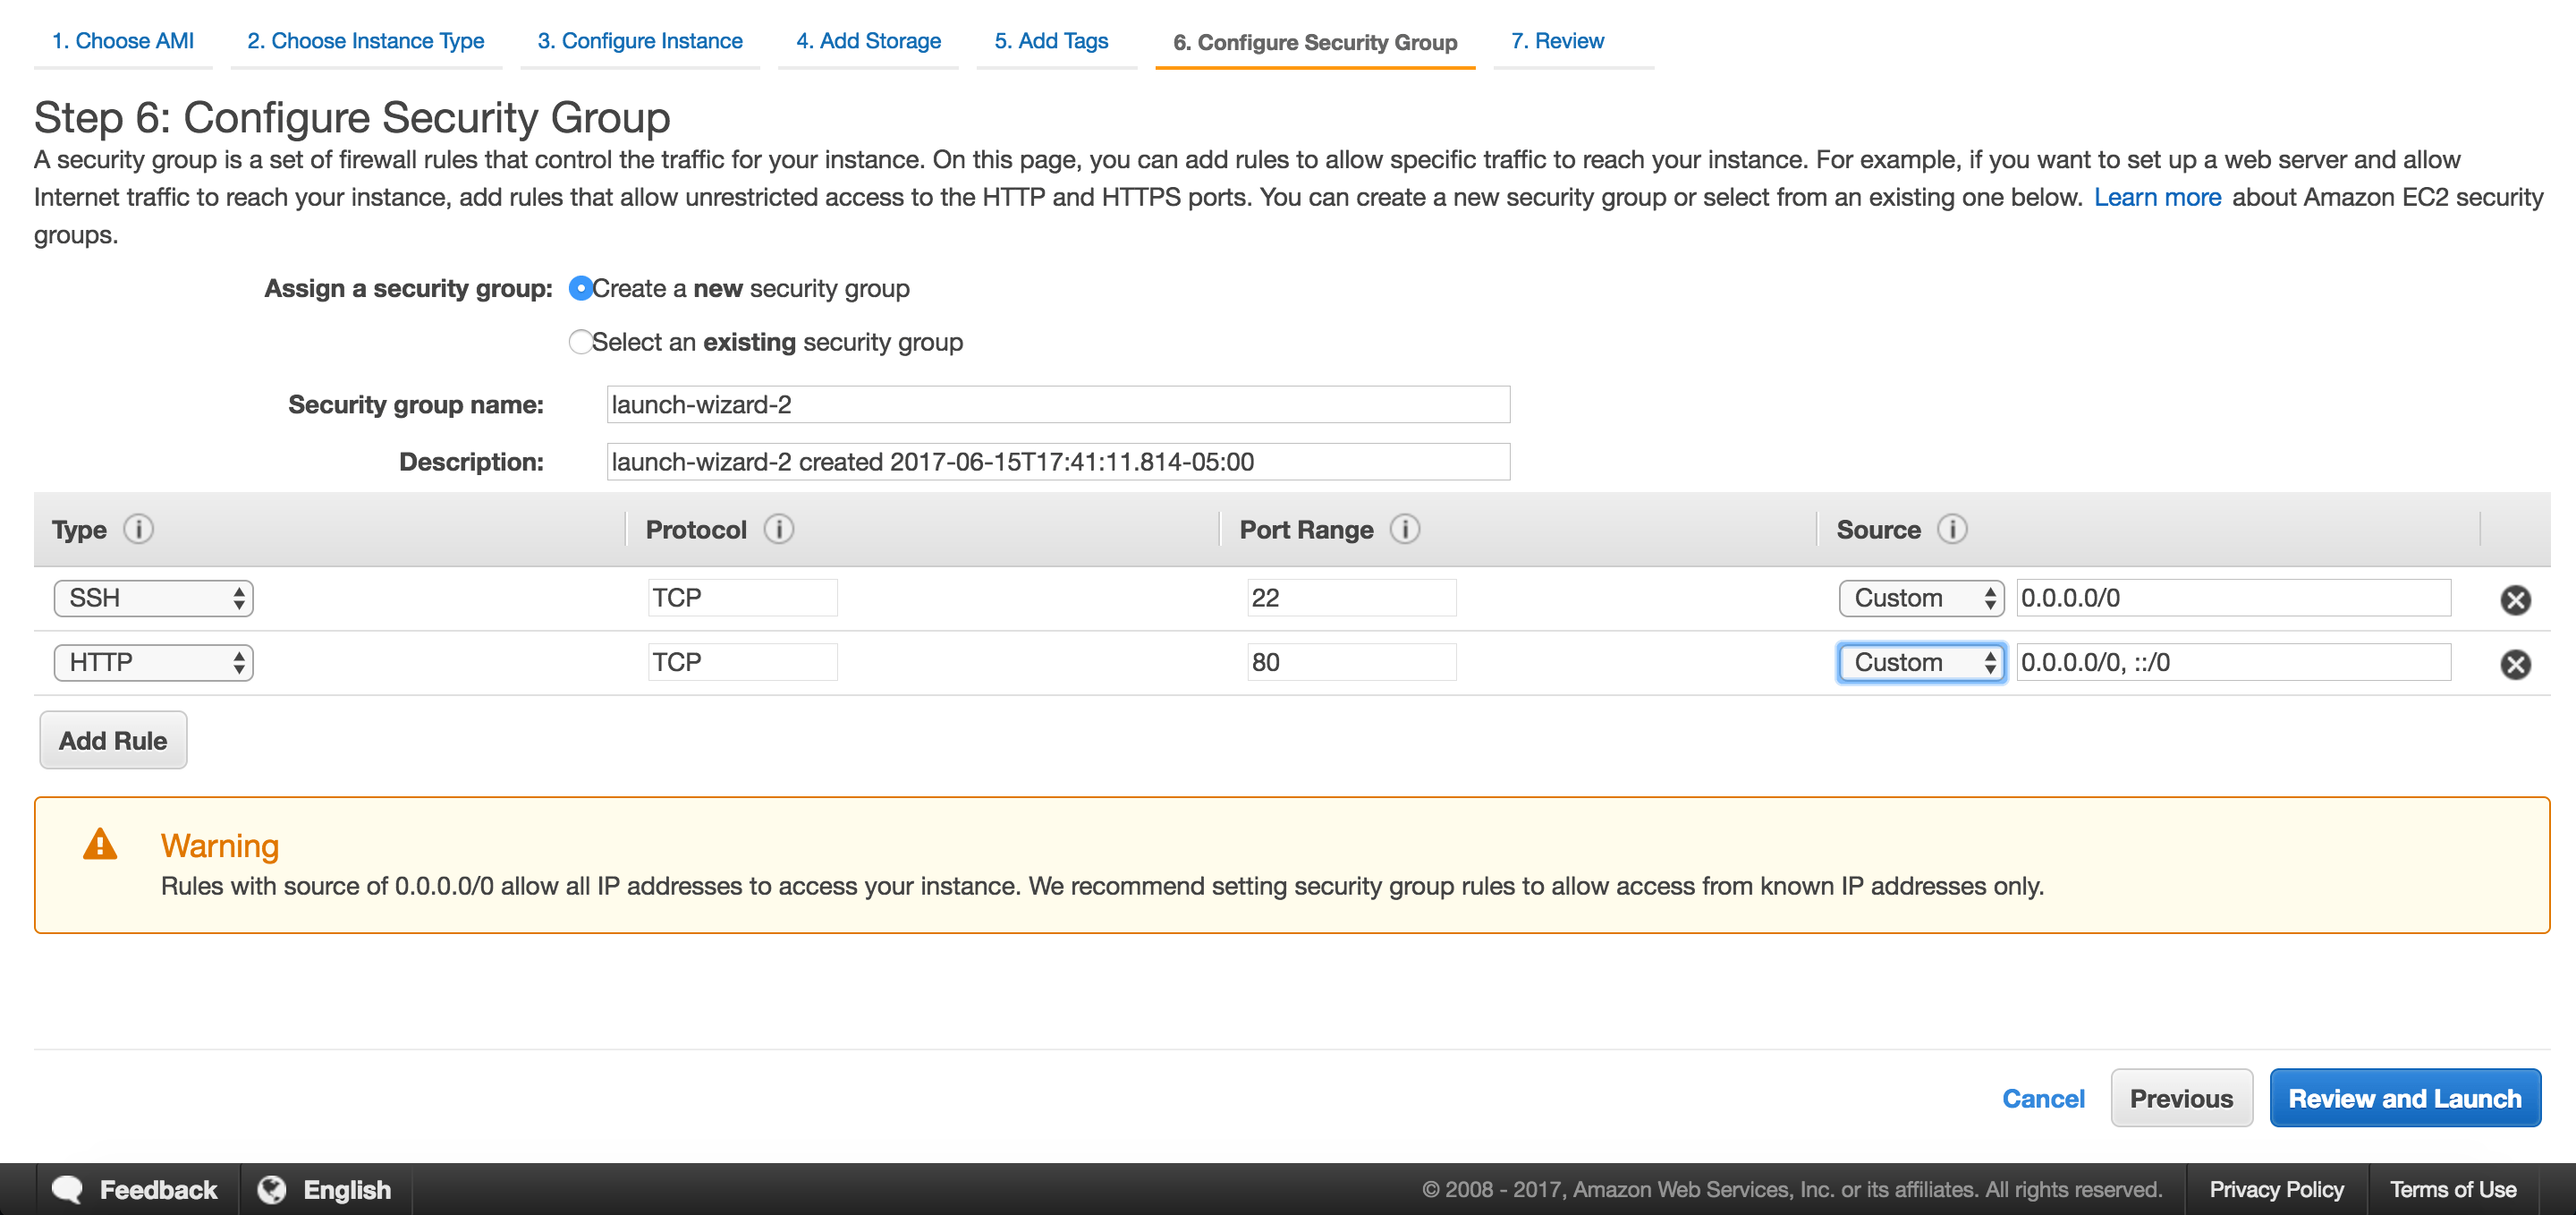 1. Choose AMI 2. Choose Instance Type 3. Configure Instance 4. Add Storage 5. Add Tags 6. Configure Security Group 7. Review
Step 6: Configure Security Group
A security group is a set of firewall rules that control the traffic for your instance. On this page, you can add rules to allow specific traffic to reach your instance. For example, if you want to set up a web server and allow
Internet traffic to reach your instance, add rules that allow unrestricted access to the HTTP and HTTPS ports. You can create a new security group or select from an existing one below. Learn more about Amazon EC2 security
groups.
Assign a security group: Create a new security group
Select an existing security group
Security group name: launch-wizard-2
Description: launch-wizard-2 created 2017-06-15T17:41:11.814-05:00
Type i Protocol i Port Range i Source i
SSH TCP 22 Custom 0.0.0.0/0
HTTP TCP 80 Custom 0.0.0.0/0, ::/0
Add Rule
Warning
Rules with source of 0.0.0.0/0 allow all IP addresses to access your instance. We recommend setting security group rules to allow access from known IP addresses only.
Cancel Previous Review and Launch
Feedback English © 2008 - 2017, Amazon Web Services, Inc. or its affiliates. All rights reserved. Privacy Policy Terms of Use